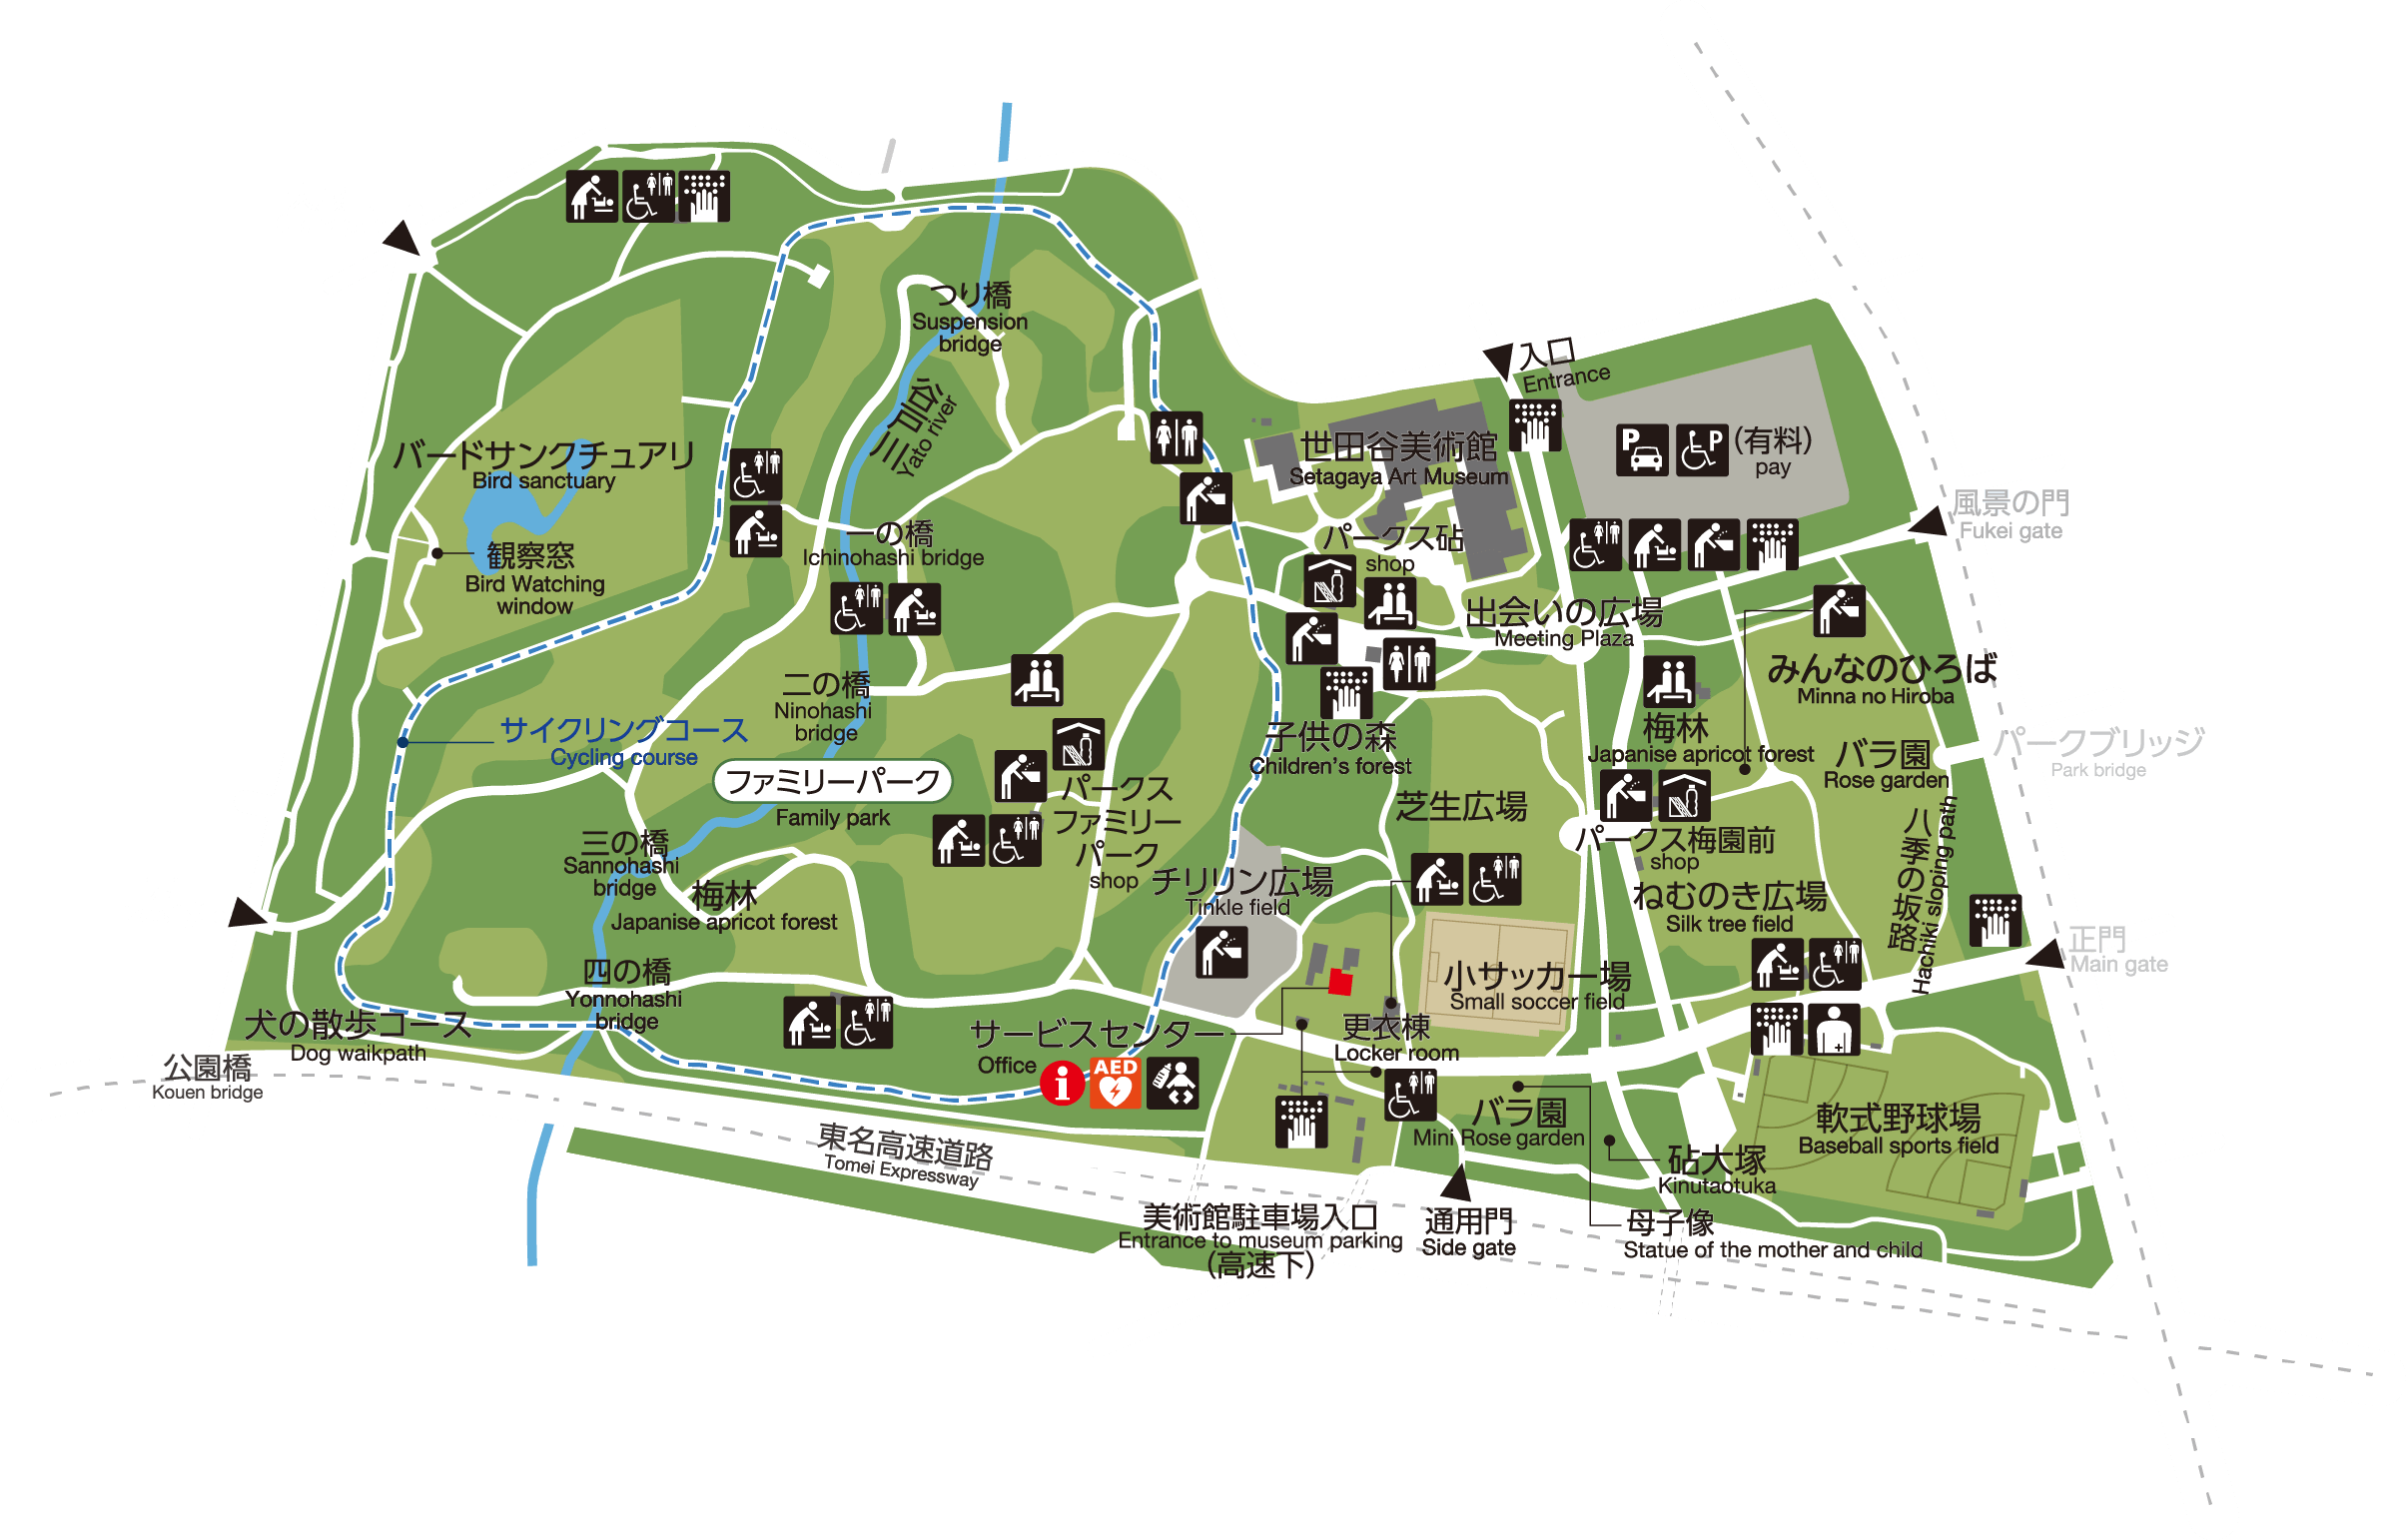 つり橋
Suspension
bridge
谷戸川
Yato river
入口
Entrance
バードサンクチュアリ
Bird sanctuary
世田谷美術館
Setagaya Art Museum
P
P
(有料)
pay
風景の門
Fukei gate
観察窓
Bird Watching
window
一の橋
Ichinohashi bridge
パークス砧
shop
出会いの広場
Meeting Plaza
みんなのひろば
Minna no Hiroba
二の橋
Ninohashi
bridge
サイクリングコース
Cycling course
ファミリーパーク
Family park
パークス
ファミリー
パーク
shop
子供の森
Children's forest
梅林
Japanise apricot forest
バラ園
Rose garden
パークブリッジ
Park bridge
芝生広場
パークス梅園前
shop
八季の坂路
Hachiki sloping path
三の橋
Sannohashi
bridge
梅林
Japanise apricot forest
チリリン広場
Tinkle field
ねむのき広場
Silk tree field
正門
Main gate
四の橋
Yonnohashi
bridge
小サッカー場
Small soccer field
犬の散歩コース
Dog waikpath
サービスセンター
Office
i
AED
更衣棟
Locker room
公園橋
Kouen bridge
バラ園
Mini Rose garden
軟式野球場
Baseball sports field
東名高速道路
Tomei Expressway
砧大塚
Kinutaotuka
美術館駐車場入口
Entrance to museum parking
(高速下)
通用門
Side gate
母子像
Statue of the mother and child